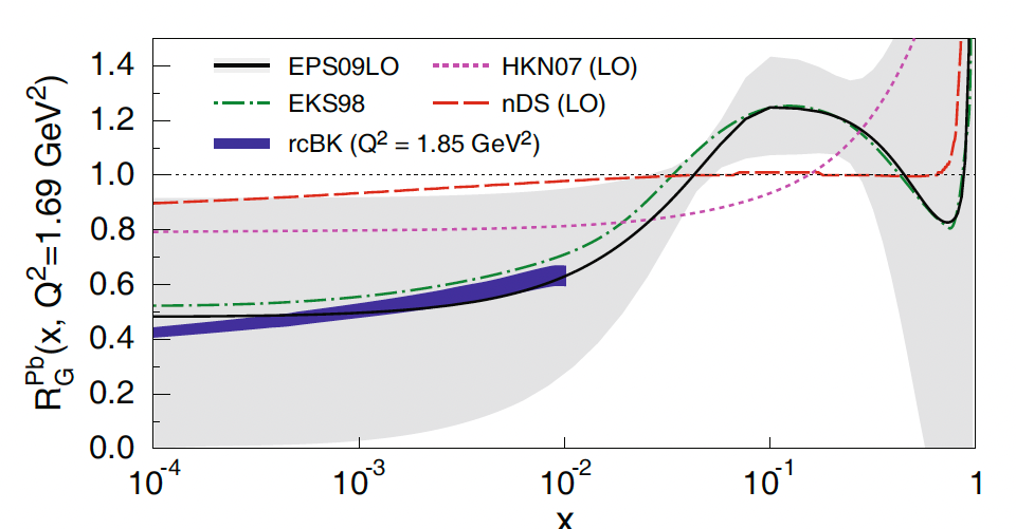 R_G^Pb(x, Q²=1.69 GeV²)
1.4
1.2
1.0
0.8
0.6
0.4
0.2
0.0
EPS09LO
HKN07 (LO)
EKS98
nDS (LO)
rcBK (Q² = 1.85 GeV²)
10⁻⁴
10⁻³
10⁻²
10⁻¹
1
x